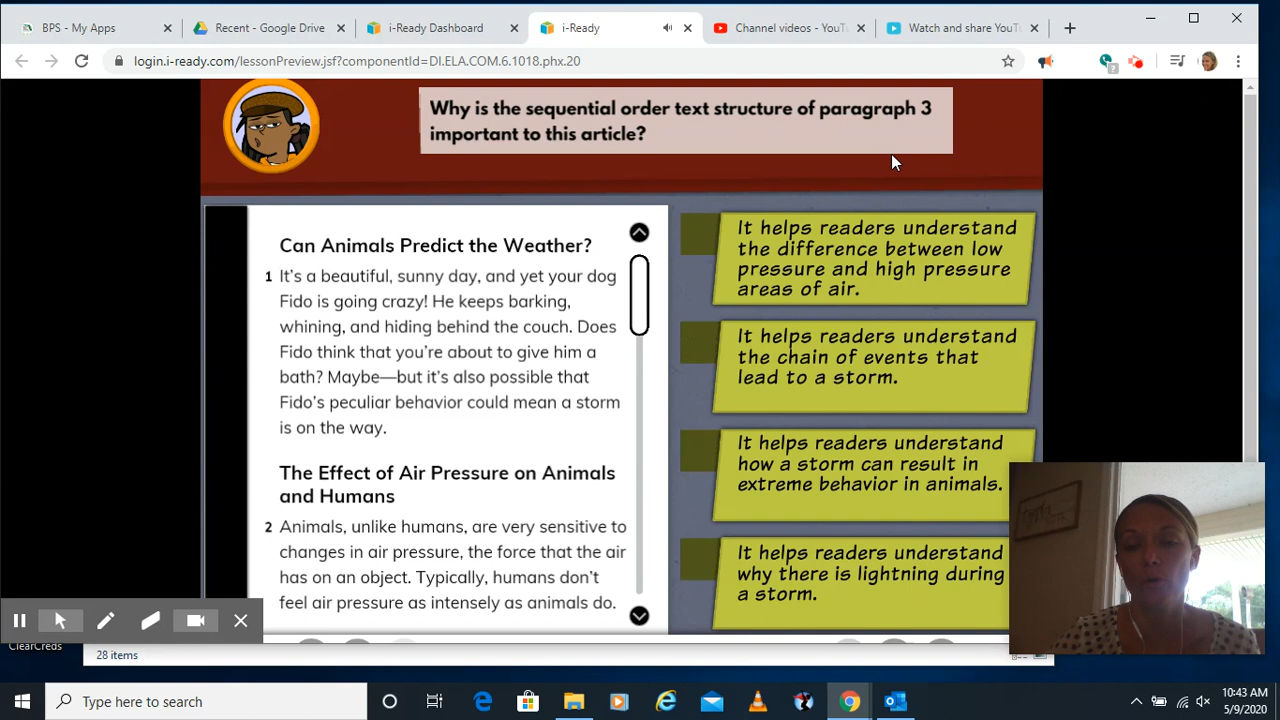 BPS - My Apps
Recent - Google Drive
i-Ready Dashboard
i-Ready
Channel videos - YouT
Watch and share YouT
login.i-ready.com/lessonPreview.jsf?componentId=DI.ELA.COM.6.1018.phx.20
Why is the sequential order text structure of paragraph 3
important to this article?
Can Animals Predict the Weather?
1 It's a beautiful, sunny day, and yet your dog
Fido is going crazy! He keeps barking,
whining, and hiding behind the couch. Does
Fido think that you're about to give him a
bath? Maybe—but it's also possible that
Fido's peculiar behavior could mean a storm
is on the way.
The Effect of Air Pressure on Animals
and Humans
2 Animals, unlike humans, are very sensitive to
changes in air pressure, the force that the air
has on an object. Typically, humans don't
feel air pressure as intensely as animals do.
It helps readers understand
the difference between low
pressure and high pressure
areas of air.
It helps readers understand
the chain of events that
lead to a storm.
It helps readers understand
how a storm can result in
extreme behavior in animals.
It helps readers understand
why there is lightning during
a storm.
ClearCreds
28 items
Type here to search
10:43 AM
5/9/2020